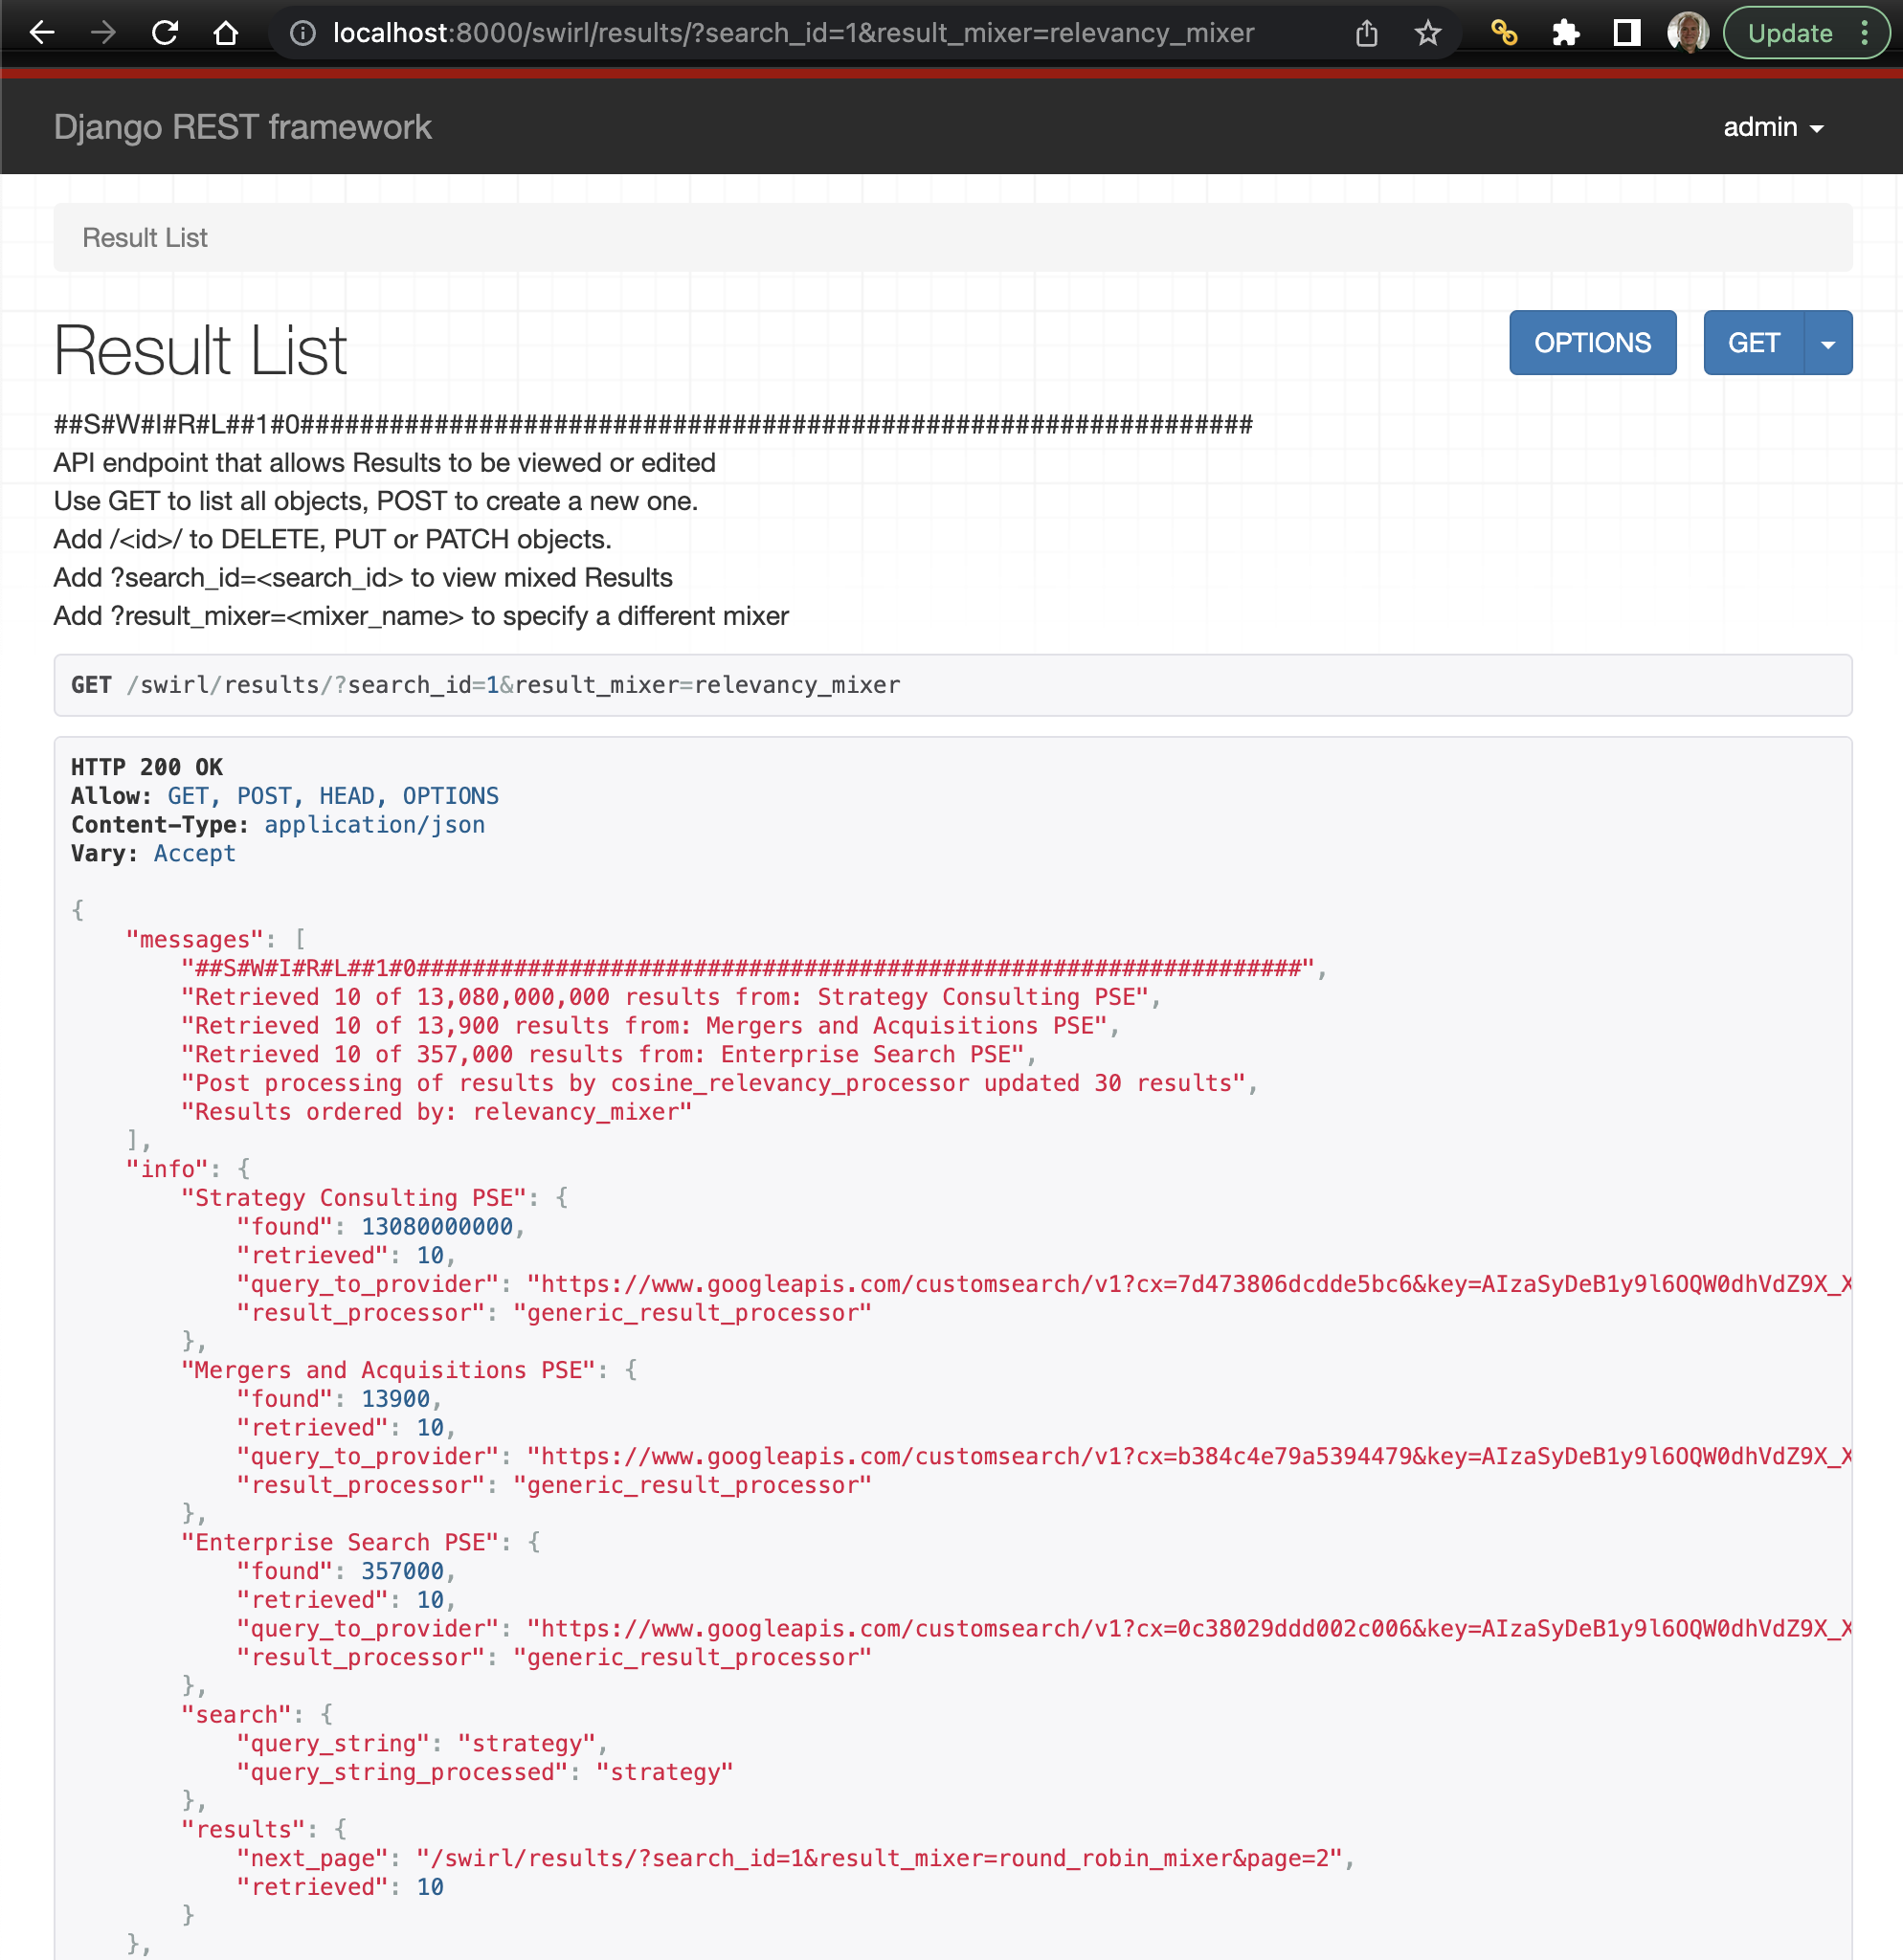 localhost:8000/swirl/results/?search_id=1&result_mixer=relevancy_mixer
Update
Django REST framework
admin
Result List
Result List
OPTIONS
GET
##S#W#I#R#L##1#0################################################################
API endpoint that allows Results to be viewed or edited
Use GET to list all objects, POST to create a new one.
Add /<id>/ to DELETE, PUT or PATCH objects.
Add ?search_id=<search_id> to view mixed Results
Add ?result_mixer=<mixer_name> to specify a different mixer
GET /swirl/results/?search_id=1&result_mixer=relevancy_mixer
HTTP 200 OK
Allow: GET, POST, HEAD, OPTIONS
Content-Type: application/json
Vary: Accept
{
"messages": [
"##S#W#I#R#L##1#0################################################################",
"Retrieved 10 of 13,080,000,000 results from: Strategy Consulting PSE",
"Retrieved 10 of 13,900 results from: Mergers and Acquisitions PSE",
"Retrieved 10 of 357,000 results from: Enterprise Search PSE",
"Post processing of results by cosine_relevancy_processor updated 30 results",
"Results ordered by: relevancy_mixer"
],
"info": {
"Strategy Consulting PSE": {
"found": 13080000000,
"retrieved": 10,
"query_to_provider": "https://www.googleapis.com/customsearch/v1?cx=7d473806dcdde5bc6&key=AIzaSyDeB1y9l6OQW0dhVdZ9X_X
"result_processor": "generic_result_processor"
},
"Mergers and Acquisitions PSE": {
"found": 13900,
"retrieved": 10,
"query_to_provider": "https://www.googleapis.com/customsearch/v1?cx=b384c4e79a5394479&key=AIzaSyDeB1y9l6OQW0dhVdZ9X_X
"result_processor": "generic_result_processor"
},
"Enterprise Search PSE": {
"found": 357000,
"retrieved": 10,
"query_to_provider": "https://www.googleapis.com/customsearch/v1?cx=0c38029ddd002c006&key=AIzaSyDeB1y9l6OQW0dhVdZ9X_X
"result_processor": "generic_result_processor"
},
"search": {
"query_string": "strategy",
"query_string_processed": "strategy"
},
"results": {
"next_page": "/swirl/results/?search_id=1&result_mixer=round_robin_mixer&page=2",
"retrieved": 10
}
},